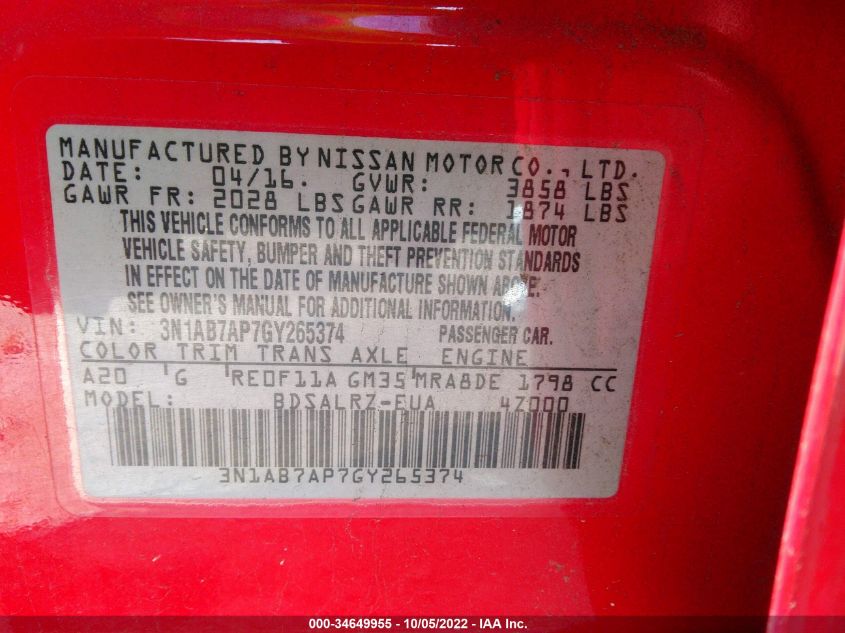 MANUFACTURED BY NISSAN MOTOR CO., LTD.
DATE: 04/16. GVWR: 3858 LBS
GAWR FR: 2028 LBS GAWR RR: 1874 LBS
THIS VEHICLE CONFORMS TO ALL APPLICABLE FEDERAL MOTOR
VEHICLE SAFETY, BUMPER AND THEFT PREVENTION STANDARDS
IN EFFECT ON THE DATE OF MANUFACTURE SHOWN ABOVE.
SEE OWNER'S MANUAL FOR ADDITIONAL INFORMATION.
VIN: 3N1AB7AP7GY265374 PASSENGER CAR.
COLOR TRIM TRANS AXLE ENGINE
A20 G RE0F11A GM35 MRA8DE 1798 CC
MODEL: BDSALRZ-EUA 4Z000
3N1AB7AP7GY265374
000-34649955 - 10/05/2022 - IAA Inc.